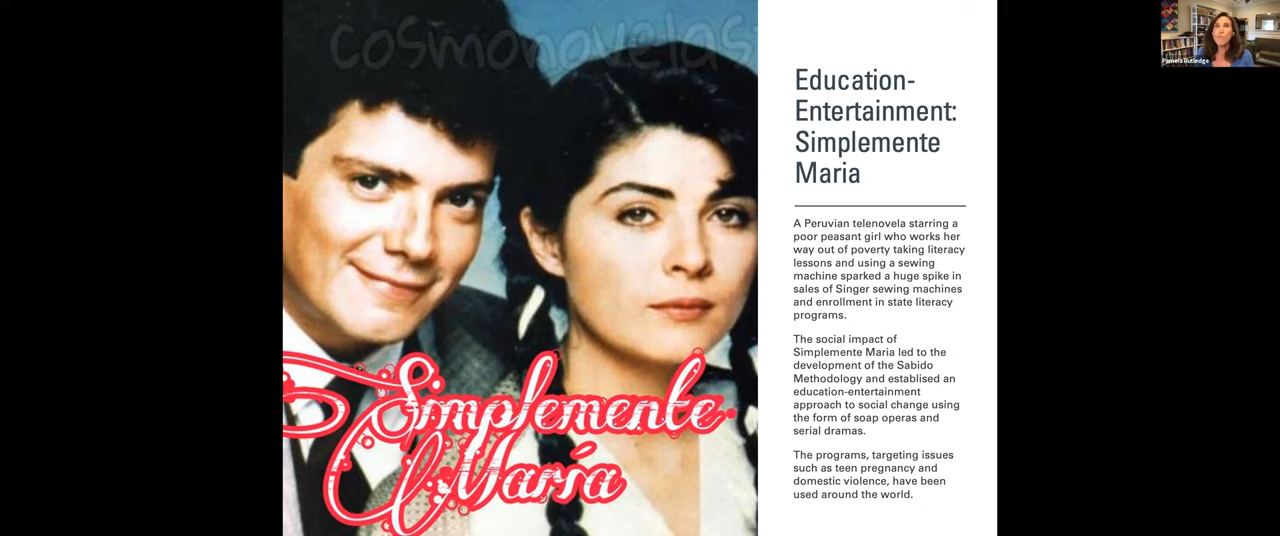 cosmonovelas
Pamela Rutledge
Education-
Entertainment:
Simplemente
Maria
A Peruvian telenovela starring a
poor peasant girl who works her
way out of poverty taking literacy
lessons and using a sewing
machine sparked a huge spike in
sales of Singer sewing machines
and enrollment in state literacy
programs.
The social impact of
Simplemente Maria led to the
development of the Sabido
Methodology and establised an
education-entertainment
approach to social change using
the form of soap operas and
serial dramas.
The programs, targeting issues
such as teen pregnancy and
domestic violence, have been
used around the world.
Simplemente
María